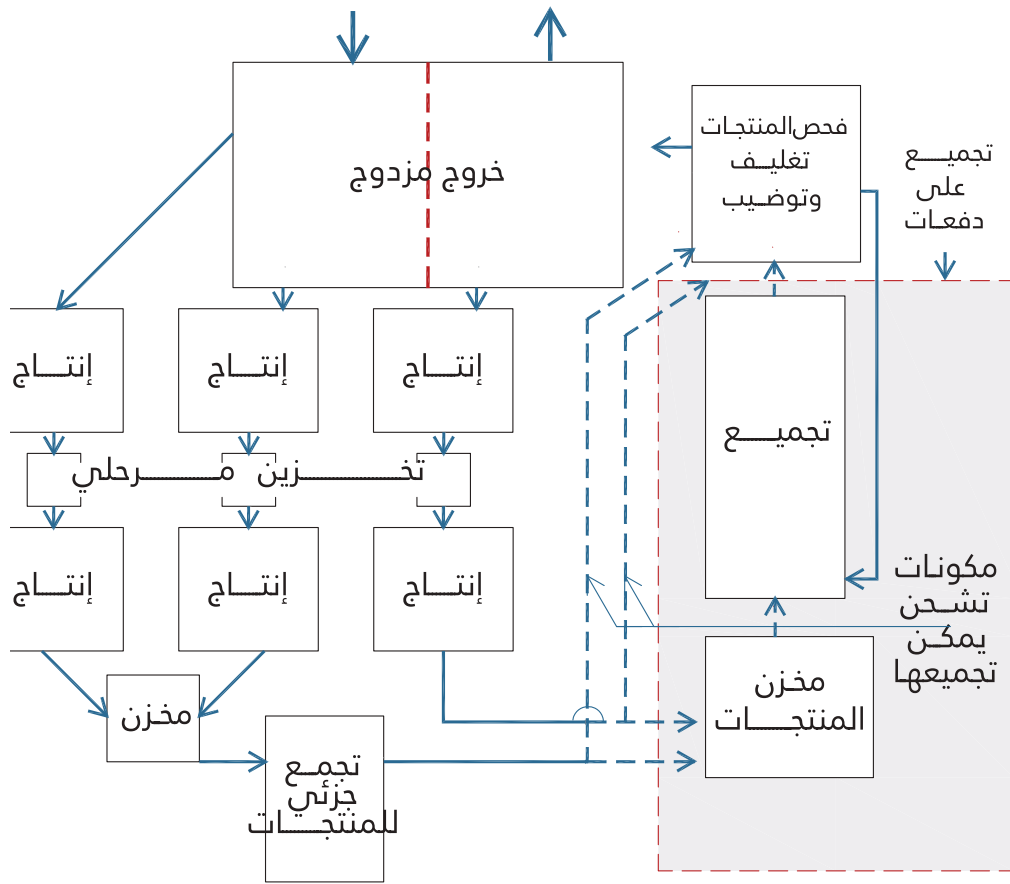 خروج مزدوج
فحص المنتجات
تغليف
وتوضيب
تجميع
على
دفعات
إنتاج
إنتاج
إنتاج
تجميع
تخزين مرحلي
إنتاج
إنتاج
إنتاج
مكونات
تشحن
يمكن
تجميعها
مخزن
المنتجات
مخزن
تجمع
جزئي
للمنتجات